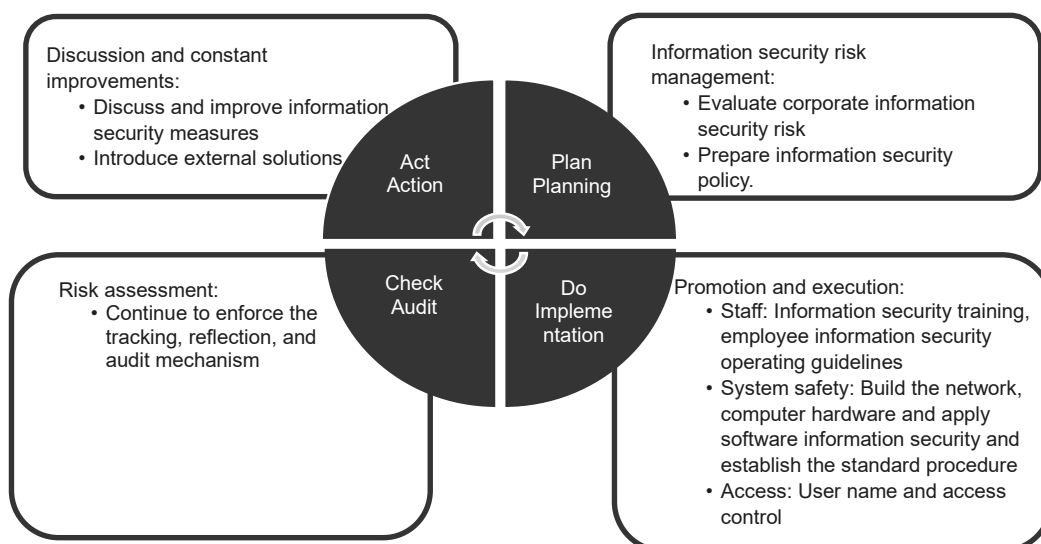 Discussion and constant
improvements:
• Discuss and improve information
security measures
• Introduce external solutions
Information security risk
management:
• Evaluate corporate information
security risk
• Prepare information security
policy.
Act
Action
Plan
Planning
Check
Audit
Do
Impleme
ntation
Risk assessment:
• Continue to enforce the
tracking, reflection, and
audit mechanism
Promotion and execution:
• Staff: Information security training,
employee information security
operating guidelines
• System safety: Build the network,
computer hardware and apply
software information security and
establish the standard procedure
• Access: User name and access
control